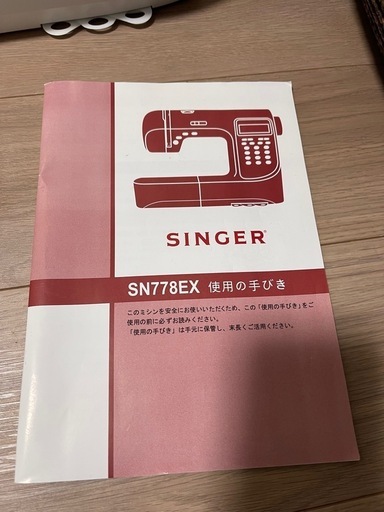 SINGER®
SN778EX 使用の手びき
このミシンを安全にお使いいただくため、この「使用の手びき」をご
使用の前に必ずお読みください。
「使用の手びき」は手元に保管し、末長くご活用ください。